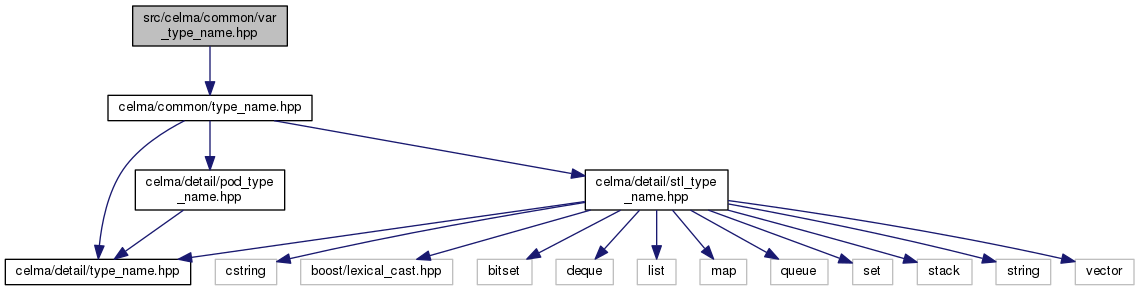 src/celma/common/var
_type_name.hpp
celma/common/type_name.hpp
celma/detail/pod_type
_name.hpp
celma/detail/stl_type
_name.hpp
celma/detail/type_name.hpp
cstring
boost/lexical_cast.hpp
bitset
deque
list
map
queue
set
stack
string
vector